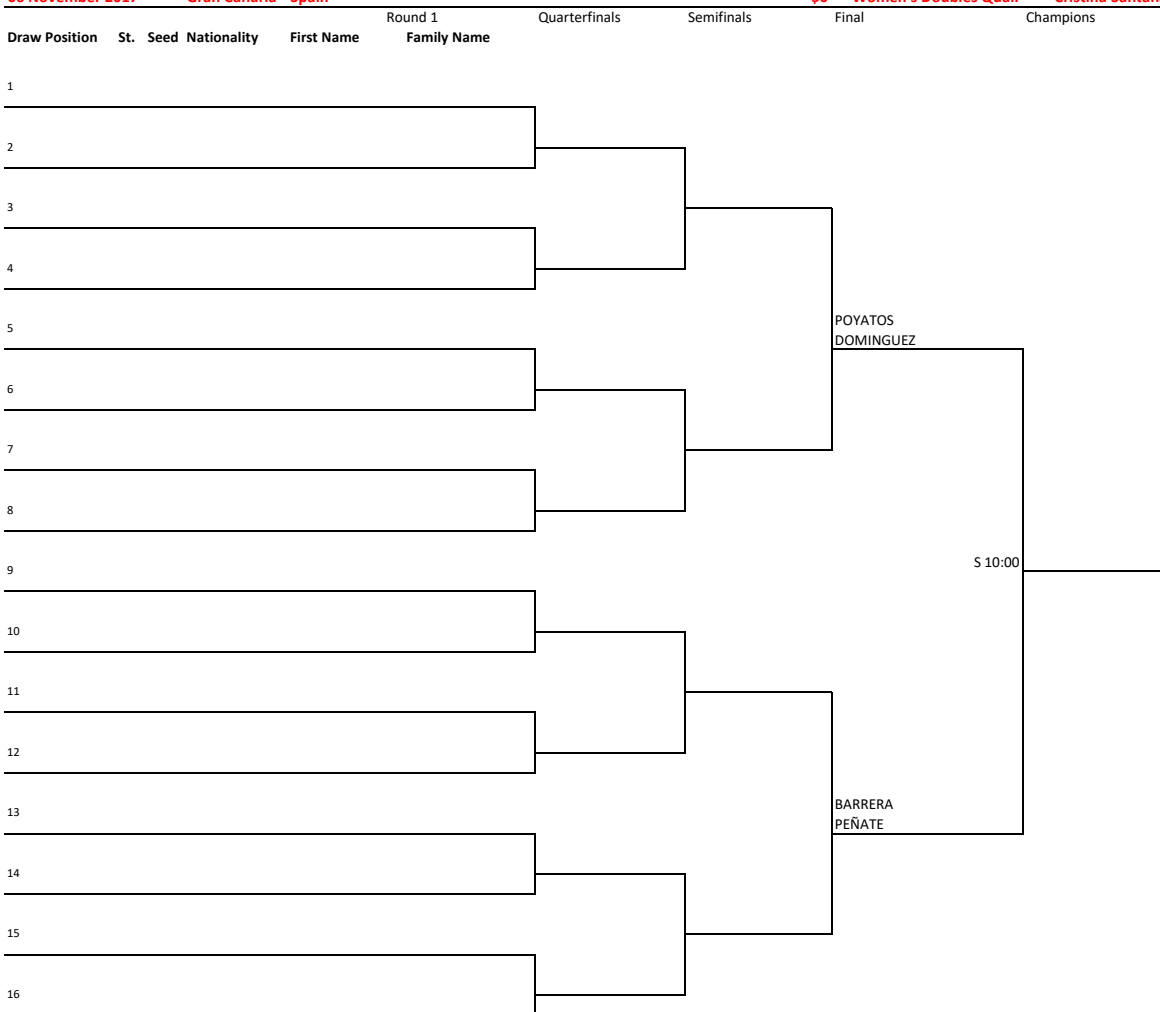 Round 1 Quarterfinals Semifinals Final Champions
Draw Position St. Seed Nationality First Name Family Name
1
2
3
4
5
POYATOS
DOMINGUEZ
6
7
8
9
S 10:00
10
11
12
13
BARRERA
PEÑATE
14
15
16